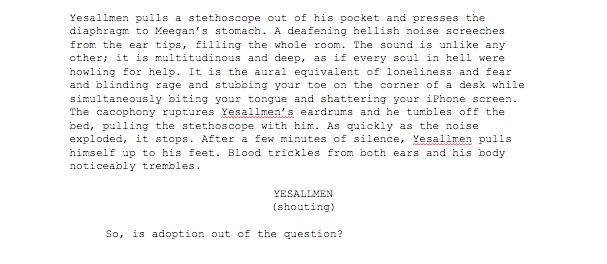 Yesallmen pulls a stethoscope out of his pocket and presses the
diaphragm to Meegan's stomach. A deafening hellish noise screeches
from the ear tips, filling the whole room. The sound is unlike any
other; it is multitudinous and deep, as if every soul in hell were
howling for help. It is the aural equivalent of loneliness and fear
and blinding rage and stubbing your toe on the corner of a desk while
simultaneously biting your tongue and shattering your iPhone screen.
The cacophony ruptures Yesallmen's eardrums and he tumbles off the
bed, pulling the stethoscope with him. As quickly as the noise
exploded, it stops. After a few minutes of silence, Yesallmen pulls
himself up to his feet. Blood trickles from both ears and his body
noticeably trembles.
YESALLMEN
(shouting)
So, is adoption out of the question?